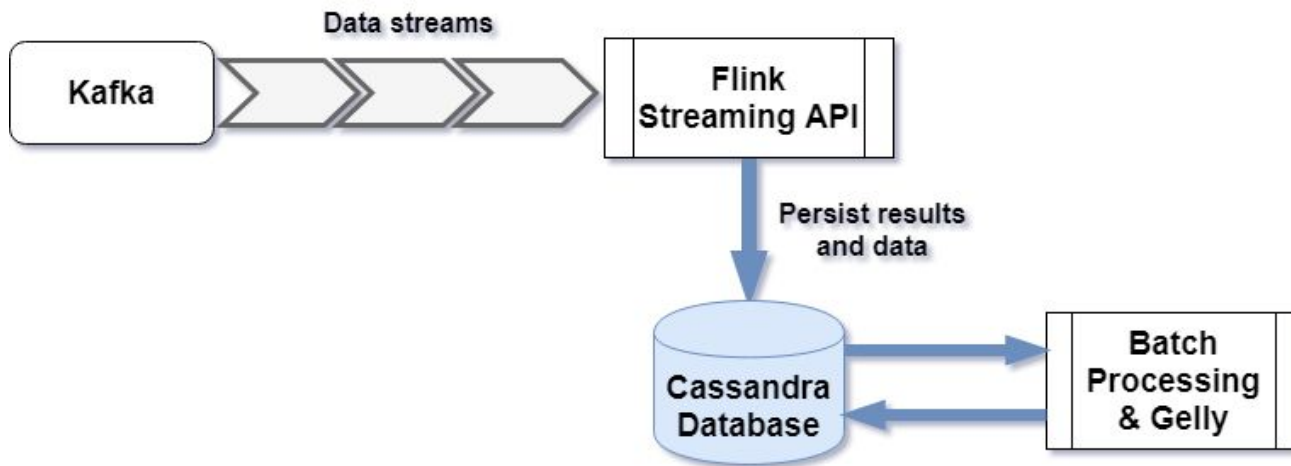 Data streams
Kafka
Flink
Streaming API
Persist results
and data
Cassandra
Database
Batch
Processing
& Gelly